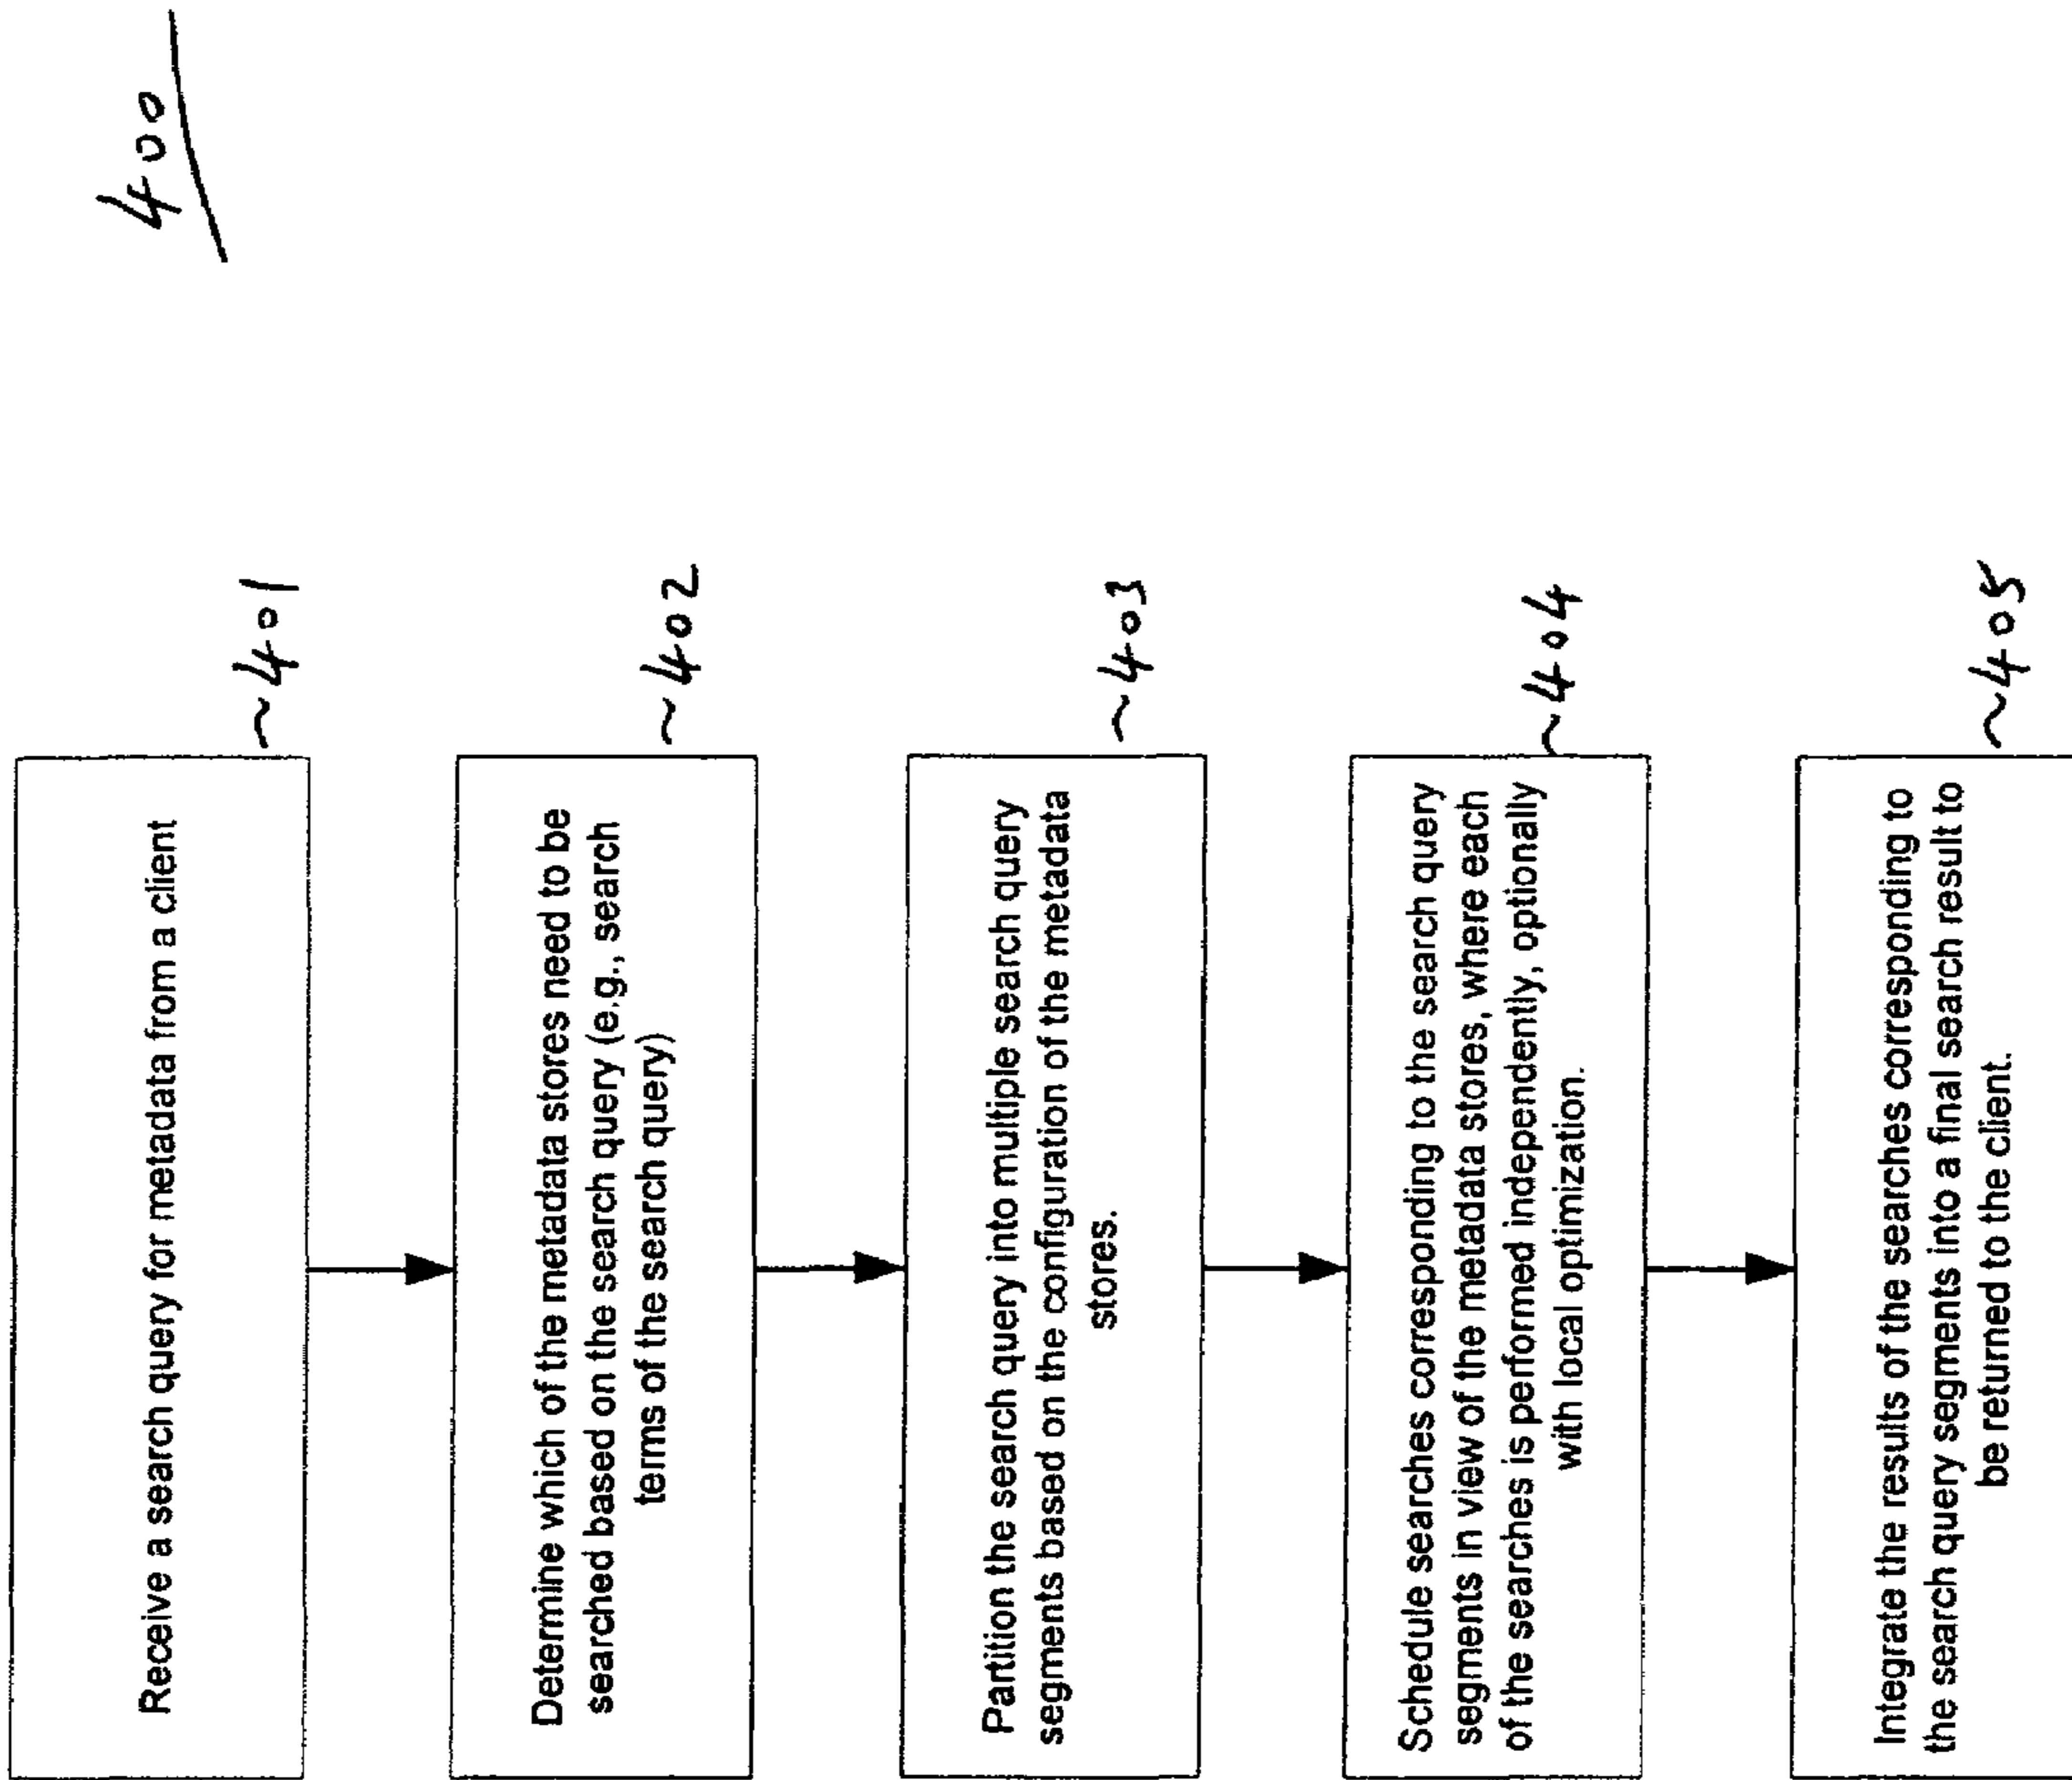 400
Receive a search query for metadata from a client
~401
Determine which of the metadata stores need to be
searched based on the search query (e.g., search
terms of the search query)
~402
Partition the search query into multiple search query
segments based on the configuration of the metadata
stores.
~403
Schedule searches corresponding to the search query
segments in view of the metadata stores, where each
of the searches is performed independently, optionally
with local optimization.
~404
Integrate the results of the searches corresponding to
the search query segments into a final search result to
be returned to the client.
~405